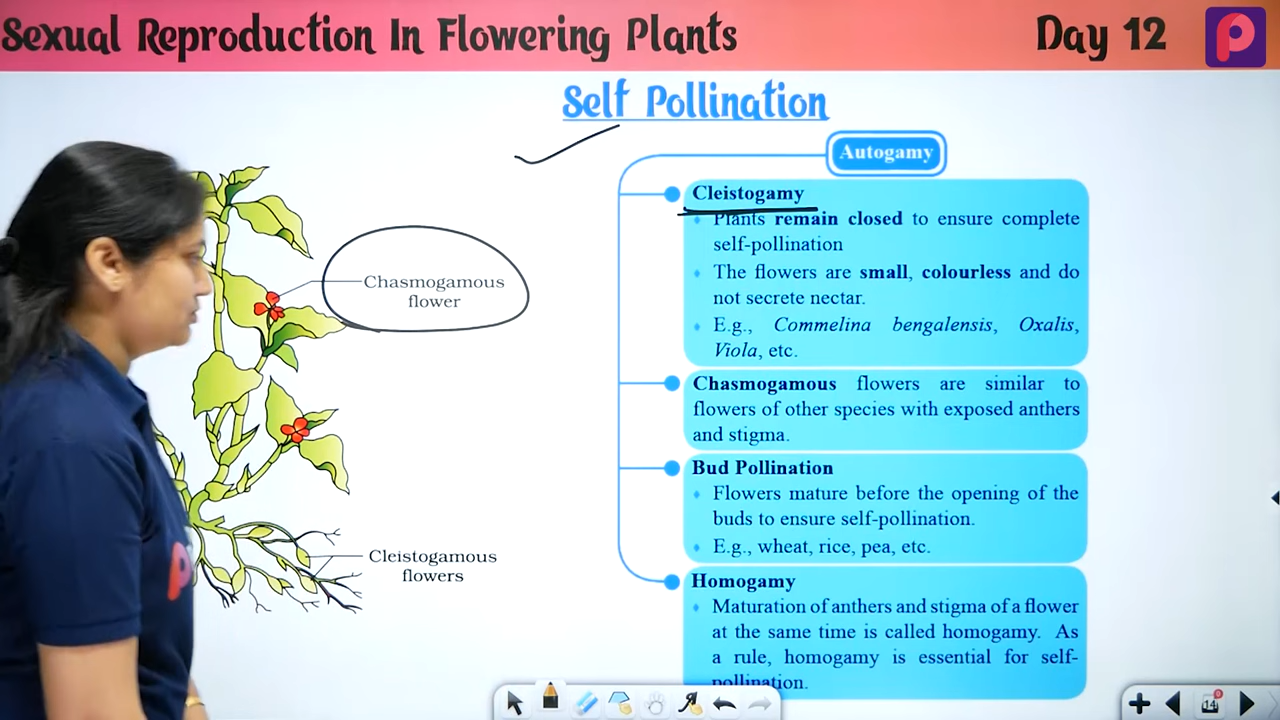 Sexual Reproduction In Flowering Plants
Day 12
Self Pollination
Autogamy
Cleistogamy
Plants remain closed to ensure complete
self-pollination
The flowers are small, colourless and do
not secrete nectar.
E.g., Commelina bengalensis, Oxalis,
Viola, etc.
Chasmogamous flowers are similar to
flowers of other species with exposed anthers
and stigma.
Bud Pollination
Flowers mature before the opening of the
buds to ensure self-pollination.
E.g., wheat, rice, pea, etc.
Homogamy
Maturation of anthers and stigma of a flower
at the same time is called homogamy. As
a rule, homogamy is essential for self-
pollination.
Chasmogamous
flower
Cleistogamous
flowers
14